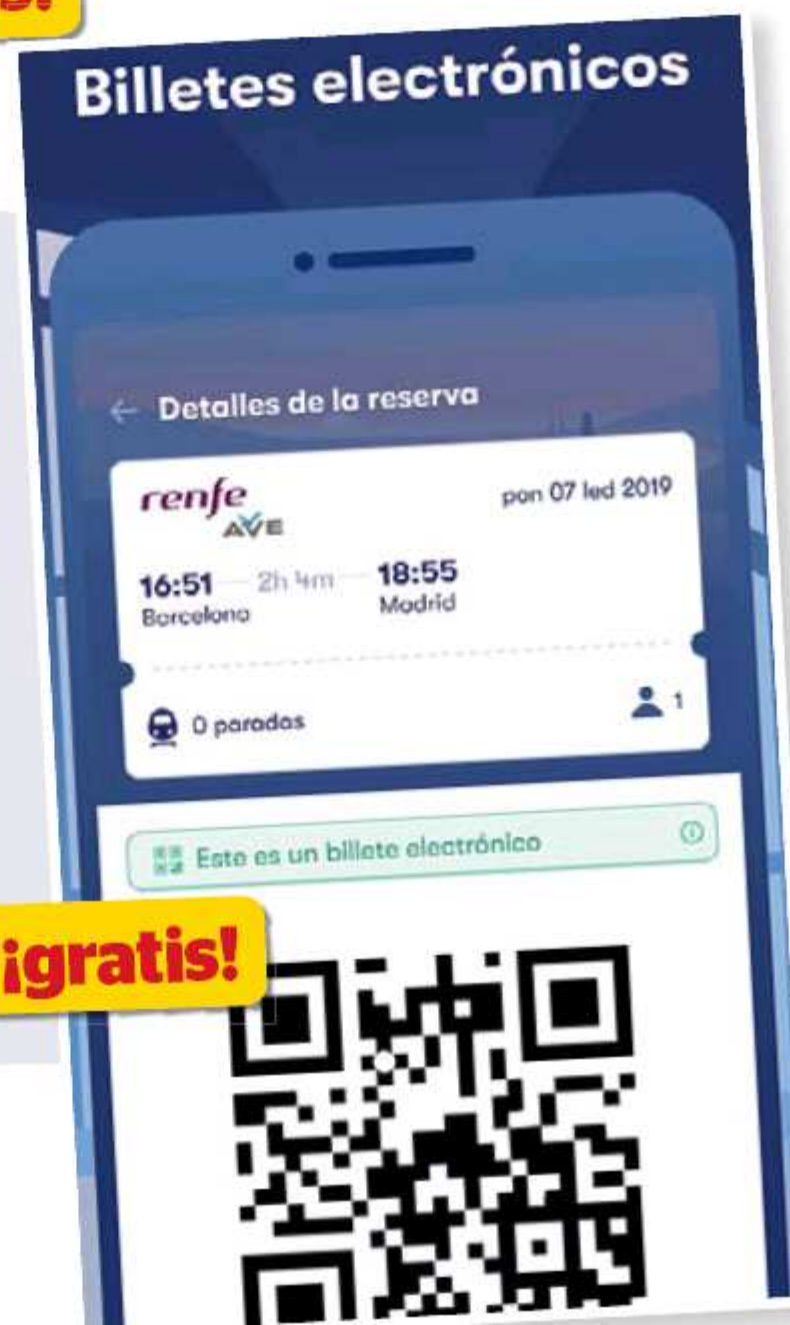 Billetes electrónicos
← Detalles de la reserva
renfe
AVE
pon 07 led 2019
16:51 2h 4m 18:55
Barcelona Madrid
0 paradas 1
Este es un billete electrónico
¡gratis!